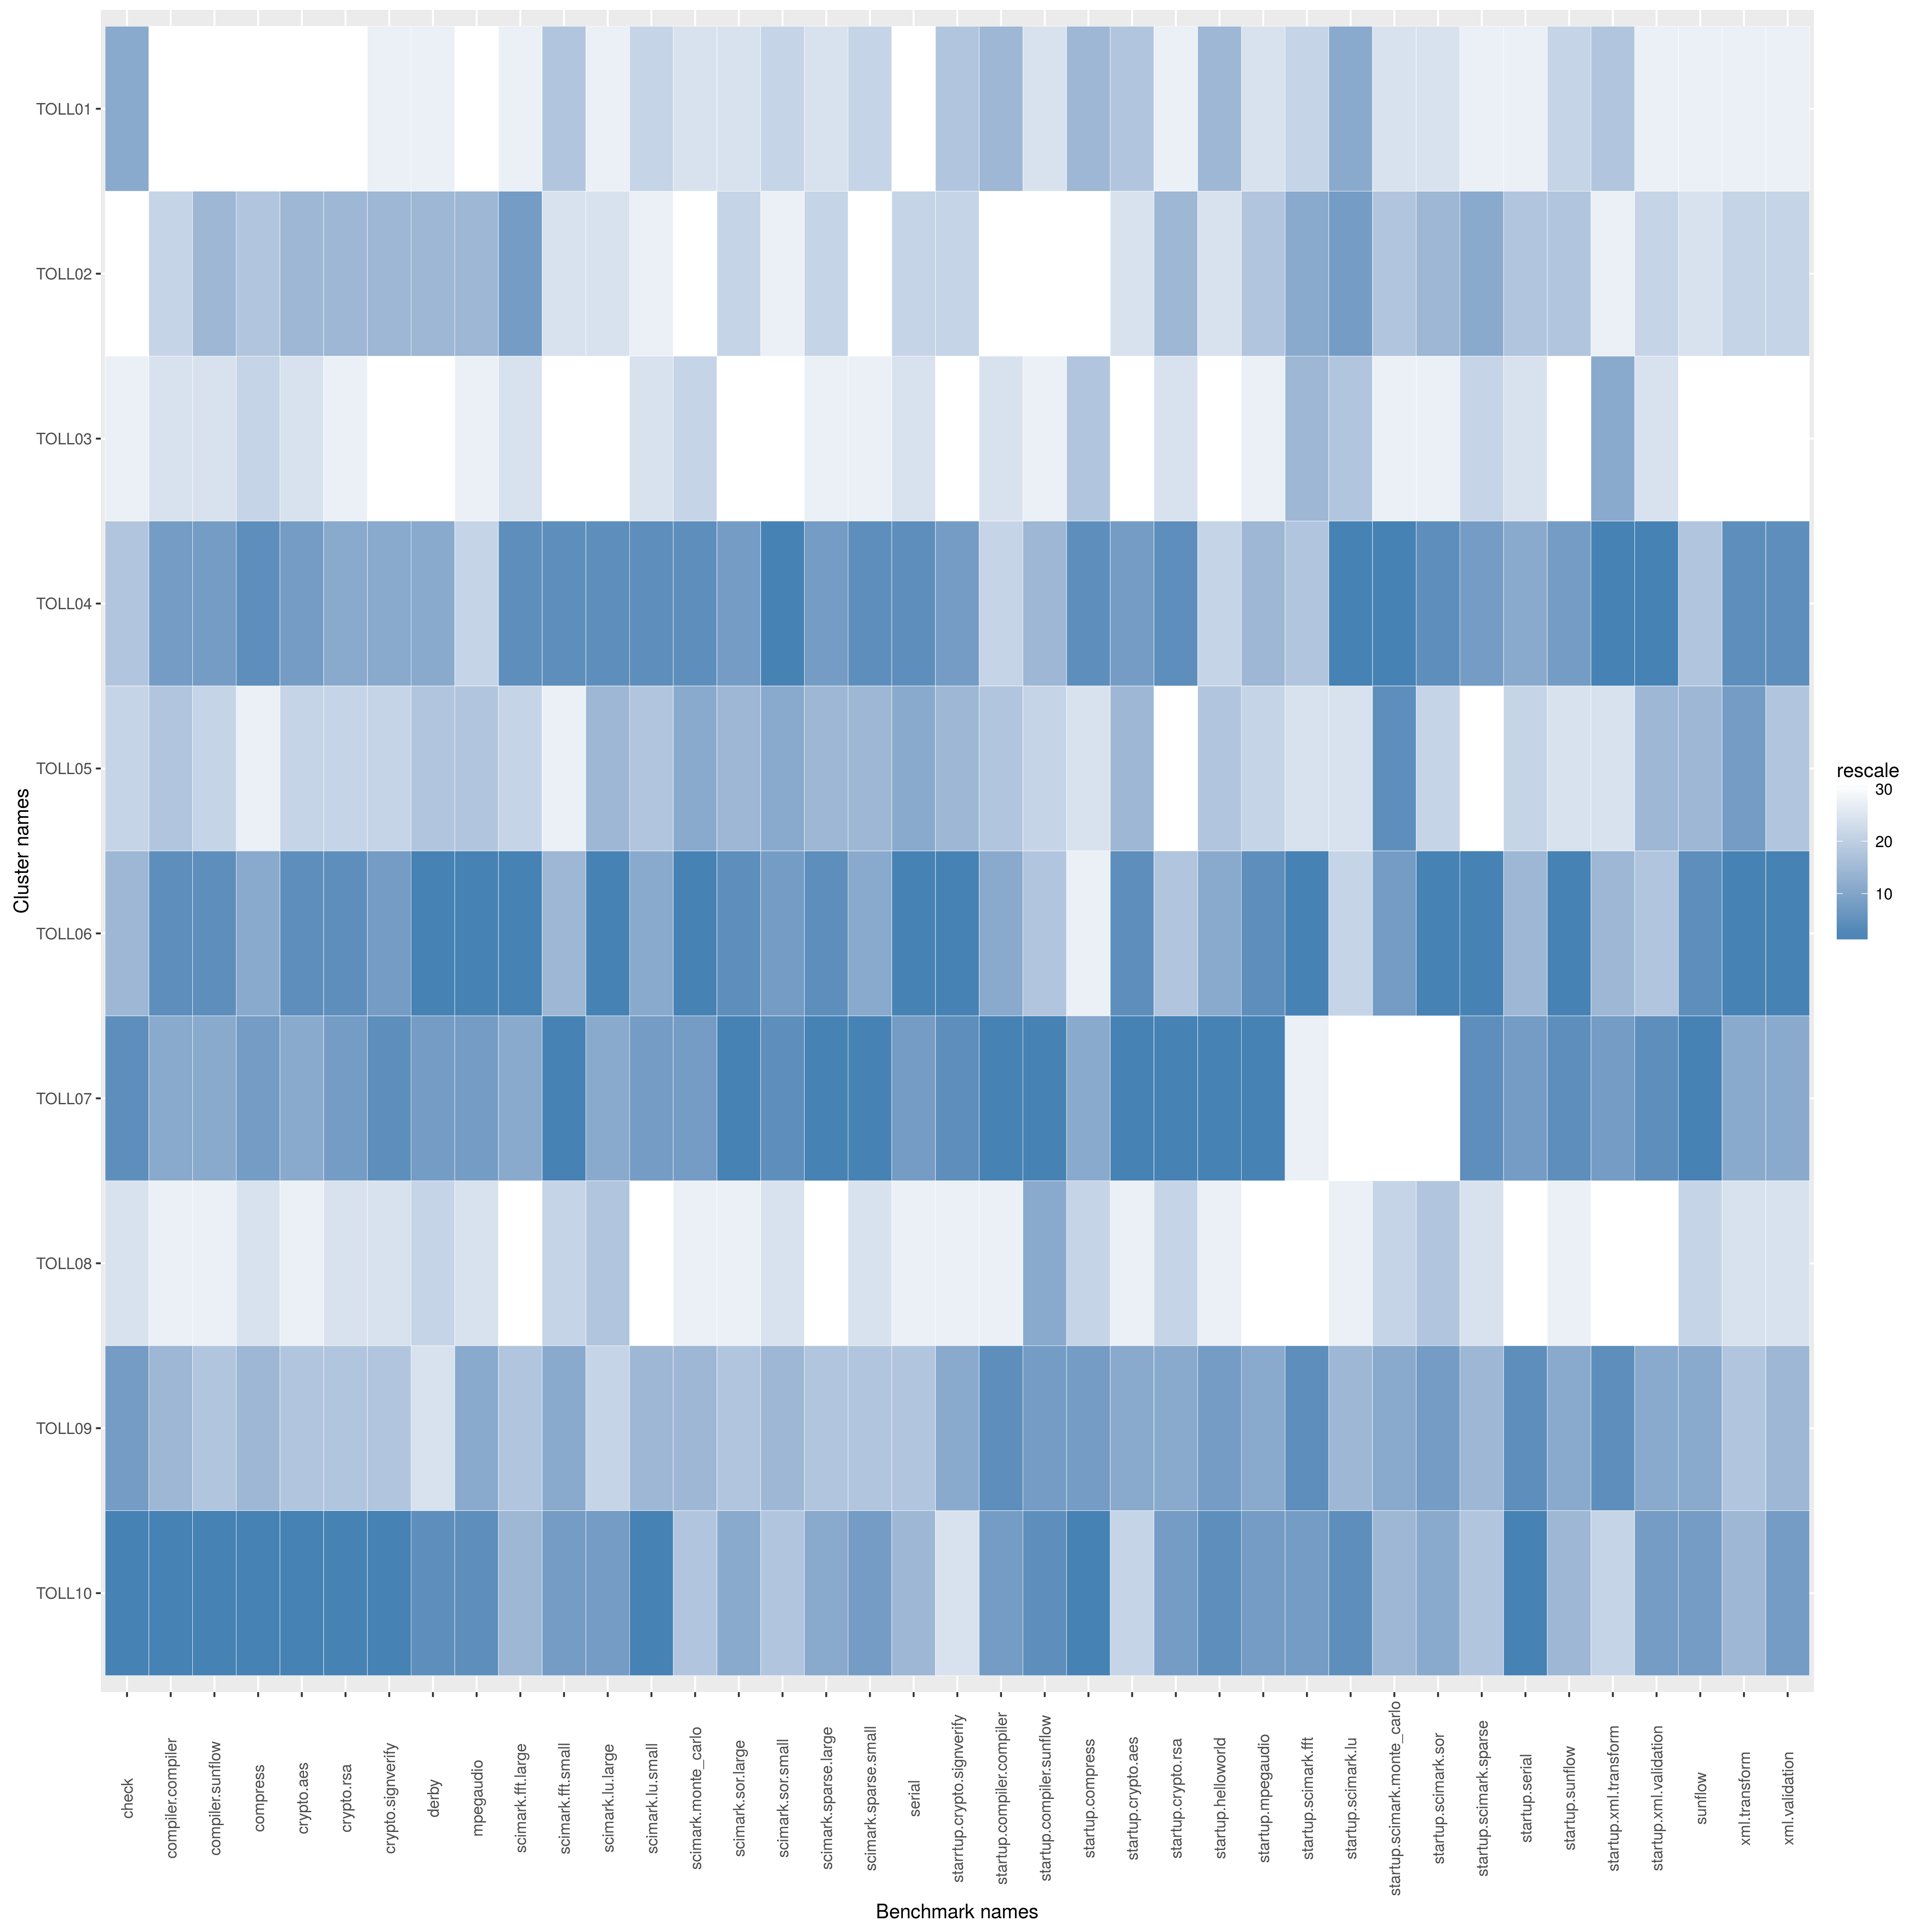 TOLL01
TOLL02
TOLL03
TOLL04
TOLL05
TOLL06
TOLL07
TOLL08
TOLL09
TOLL10
Cluster names
check
compiler.compiler
compiler.sunflow
compress
crypto.aes
crypto.rsa
crypto.signverify
derby
mpegaudio
scimark.fft.large
scimark.fft.small
scimark.lu.large
scimark.lu.small
scimark.monte_carlo
scimark.sor.large
scimark.sor.small
scimark.sparse.large
scimark.sparse.small
serial
starrtup.crypto.signverify
startup.compiler.compiler
startup.compiler.sunflow
startup.compress
startup.crypto.aes
startup.crypto.rsa
startup.helloworld
startup.mpegaudio
startup.scimark.fft
startup.scimark.lu
startup.scimark.monte_carlo
startup.scimark.sor
startup.scimark.sparse
startup.serial
startup.sunflow
startup.xml.transform
startup.xml.validation
sunflow
xml.transform
xml.validation
Benchmark names
rescale
30
20
10